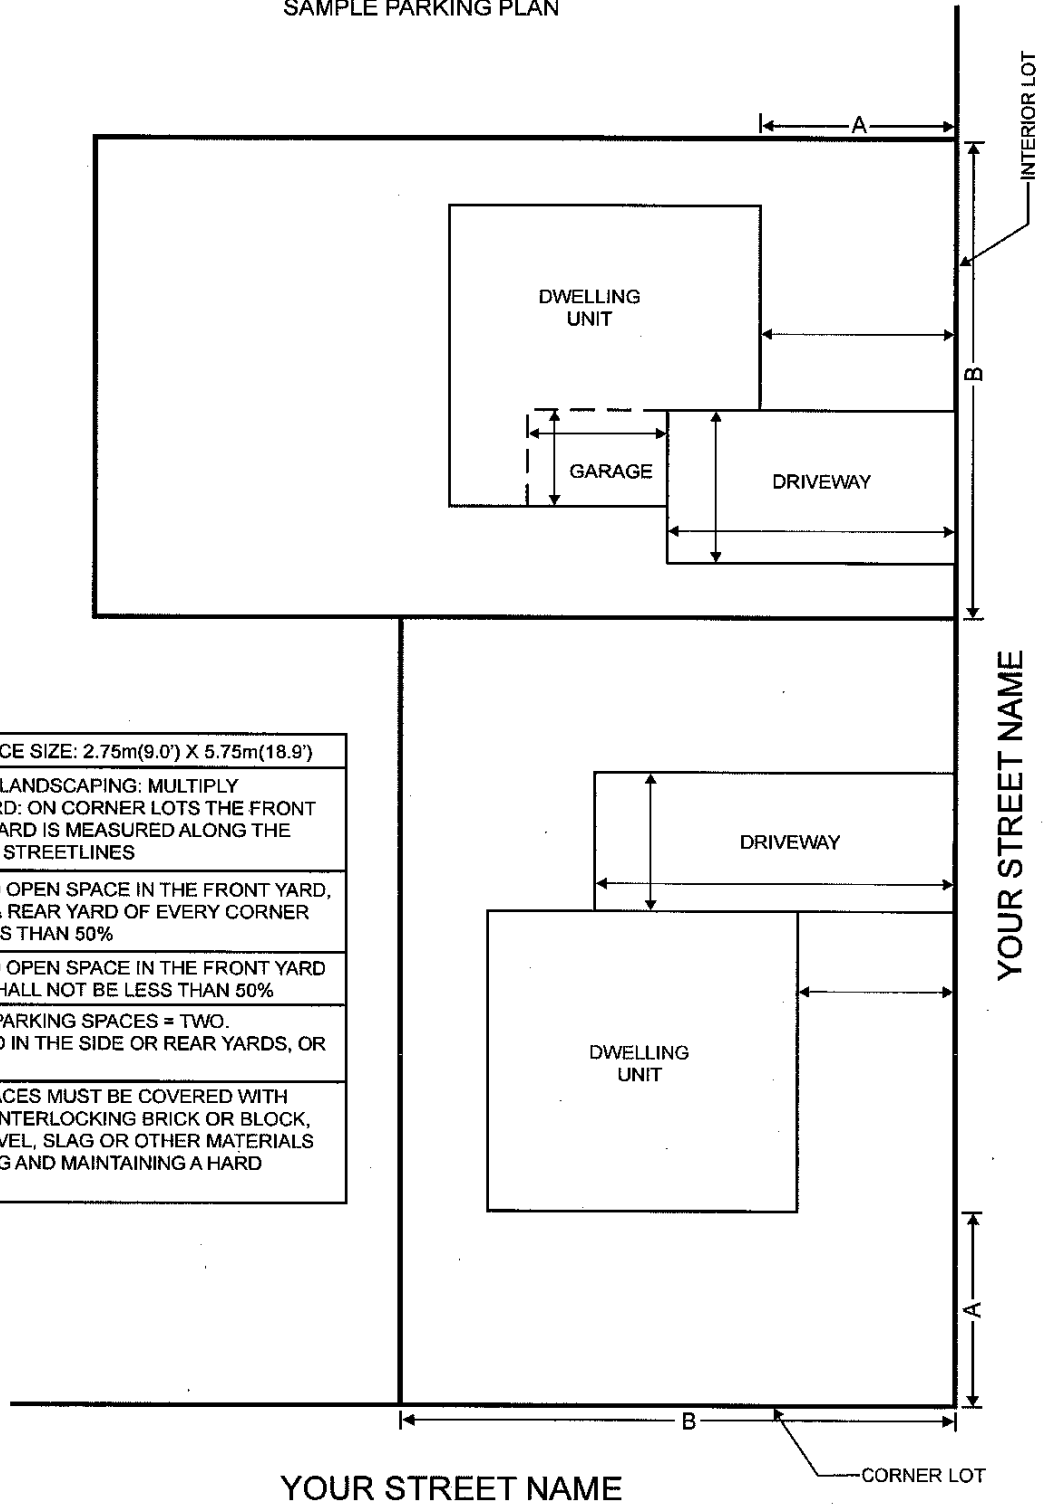 SAMPLE PARKING PLAN
INTERIOR LOT
A
DWELLING
UNIT
B
GARAGE
DRIVEWAY
YOUR STREET NAME
CE SIZE: 2.75m(9.0') X 5.75m(18.9')
LANDSCAPING: MULTIPLY
RD: ON CORNER LOTS THE FRONT
ARD IS MEASURED ALONG THE
STREETLINES
OPEN SPACE IN THE FRONT YARD,
REAR YARD OF EVERY CORNER
S THAN 50%
OPEN SPACE IN THE FRONT YARD
HALL NOT BE LESS THAN 50%
PARKING SPACES = TWO.
D IN THE SIDE OR REAR YARDS, OR
ACES MUST BE COVERED WITH
NTERLOCKING BRICK OR BLOCK,
VEL, SLAG OR OTHER MATERIALS
G AND MAINTAINING A HARD
DRIVEWAY
DWELLING
UNIT
A
B
CORNER LOT
YOUR STREET NAME